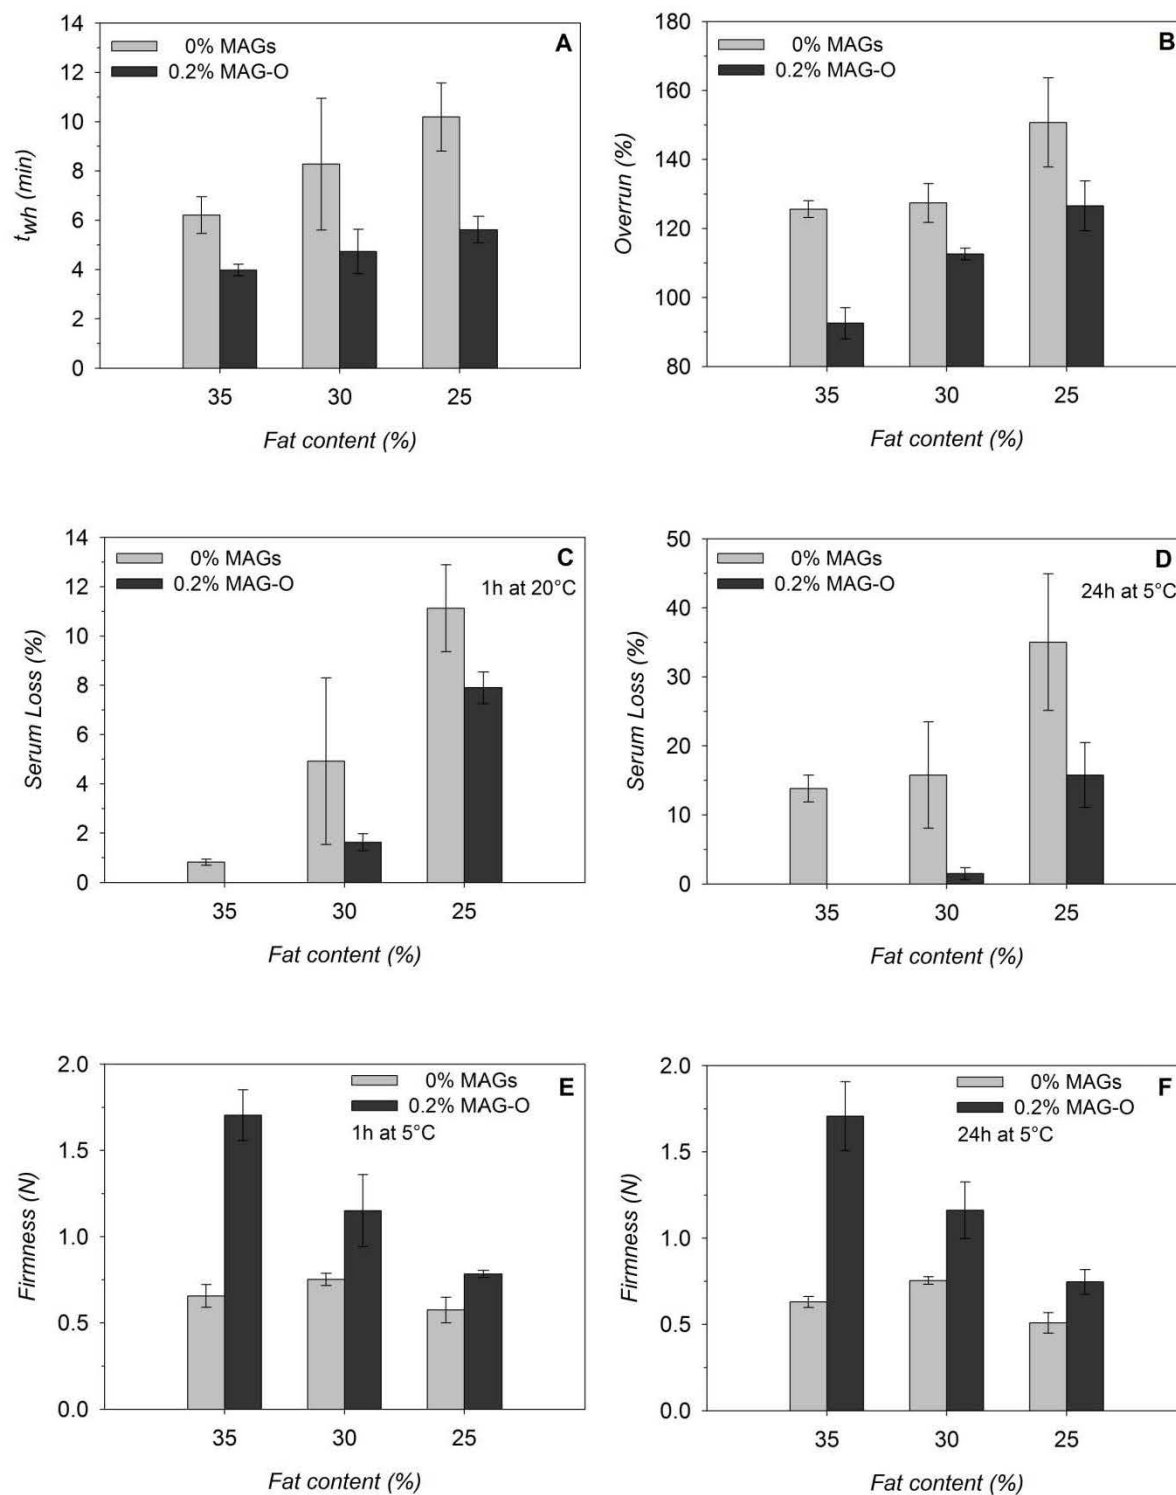 14
12
10
8
6
4
2
0
t_wh (min)
0% MAGs
0.2% MAG-O
A
35 30 25
Fat content (%)
180
160
140
120
100
80
Overrun (%)
0% MAGs
0.2% MAG-O
B
35 30 25
Fat content (%)
14
12
10
8
6
4
2
0
Serum Loss (%)
0% MAGs
0.2% MAG-O
C
1h at 20°C
35 30 25
Fat content (%)
50
40
30
20
10
0
Serum Loss (%)
0% MAGs
0.2% MAG-O
D
24h at 5°C
35 30 25
Fat content (%)
2.0
1.5
1.0
0.5
0.0
Firmness (N)
0% MAGs
0.2% MAG-O
1h at 5°C
E
35 30 25
Fat content (%)
2.0
1.5
1.0
0.5
0.0
Firmness (N)
0% MAGs
0.2% MAG-O
24h at 5°C
F
35 30 25
Fat content (%)